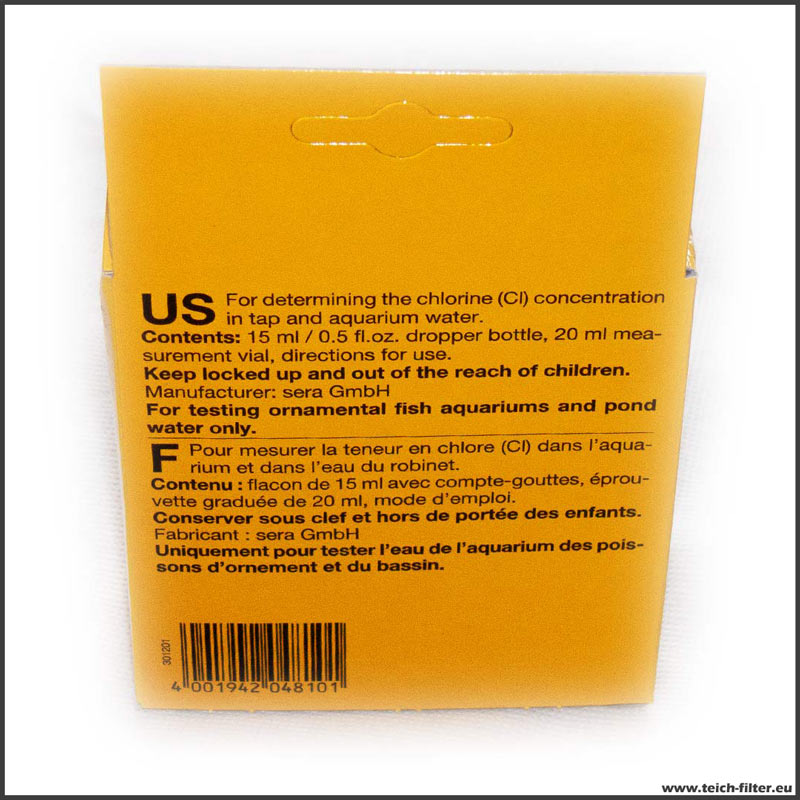 US For determining the chlorine (Cl) concentration
in tap and aquarium water.
Contents: 15 ml / 0.5 fl.oz. dropper bottle, 20 ml mea-
surement vial, directions for use.
Keep locked up and out of the reach of children.
Manufacturer: sera GmbH
For testing ornamental fish aquariums and pond
water only.
F Pour mesurer la teneur en chlore (Cl) dans l'aqua-
rium et dans l'eau du robinet.
Contenu : flacon de 15 ml avec compte-gouttes, éprou-
vette graduée de 20 ml, mode d'emploi.
Conserver sous clef et hors de portée des enfants.
Fabricant : sera GmbH
Uniquement pour tester l'eau de l'aquarium des pois-
sons d'ornement et du bassin.
301201
4 001942 048101
www.teich-filter.eu